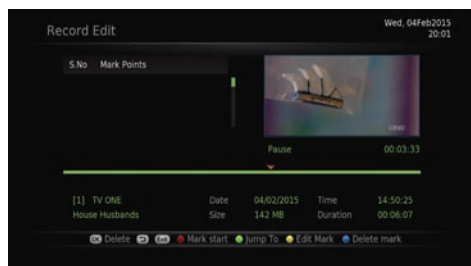 Record Edit
Wed, 04Feb2015
20:01
S.No Mark Points
Pause 00:03:33
[1] TV ONE Date 04/02/2015 Time 14:50:25
House Husbands Size 142 MB Duration 00:06:07
OK Delete Exit Mark start Jump To Edit Mark Delete mark